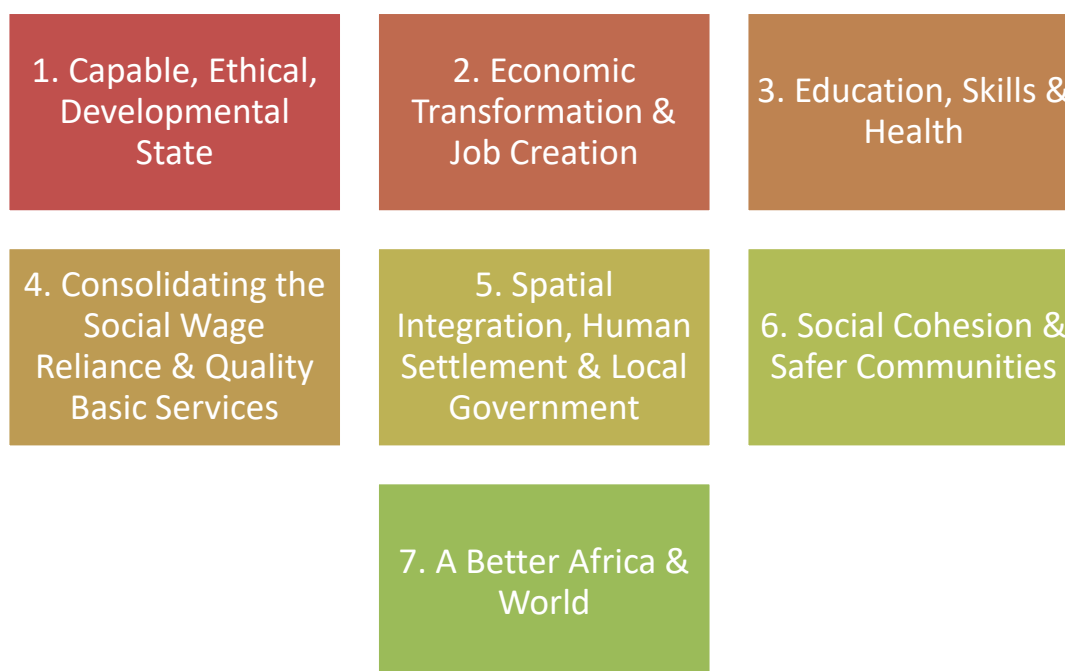 1. Capable, Ethical,
Developmental
State
2. Economic
Transformation &
Job Creation
3. Education, Skills &
Health
4. Consolidating the
Social Wage
Reliance & Quality
Basic Services
5. Spatial
Integration, Human
Settlement & Local
Government
6. Social Cohesion &
Safer Communities
7. A Better Africa &
World